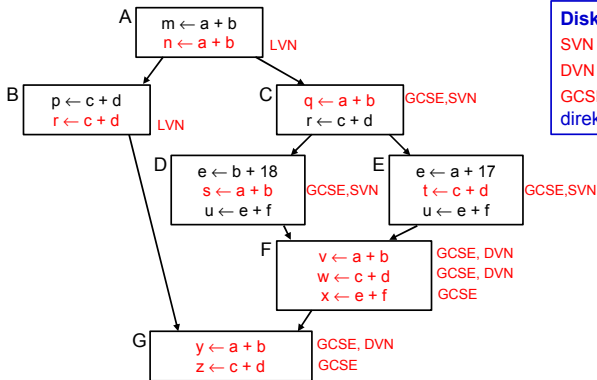 A
m ← a + b
n ← a + b
LVN
B
p ← c + d
r ← c + d
LVN
C
q ← a + b
r ← c + d
GCSE,SVN
D
e ← b + 18
s ← a + b
u ← e + f
GCSE,SVN
E
e ← a + 17
t ← c + d
u ← e + f
GCSE,SVN
F
v ← a + b
w ← c + d
x ← e + f
GCSE, DVN
GCSE, DVN
GCSE
G
y ← a + b
z ← c + d
GCSE, DVN
GCSE
Disk
SVN
DVN
GCSE
direk